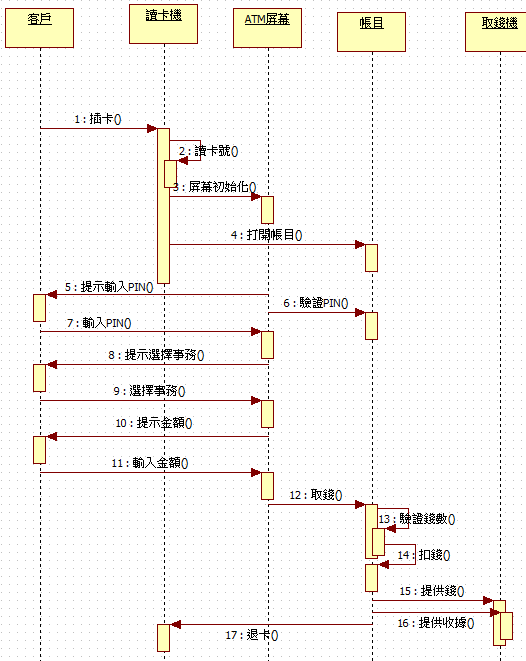 客戶
讀卡機
ATM屏幕
帳目
取錢機
1 : 插卡()
2 : 讀卡號()
3 : 屏幕初始化()
4 : 打開帳目()
5 : 提示輸入PIN()
6 : 驗證PIN()
7 : 輸入PIN()
8 : 提示選擇事務()
9 : 選擇事務()
10 : 提示金額()
11 : 輸入金額()
12 : 取錢()
13 : 驗證錢數()
14 : 扣錢()
15 : 提供錢()
16 : 提供收據()
17 : 退卡()